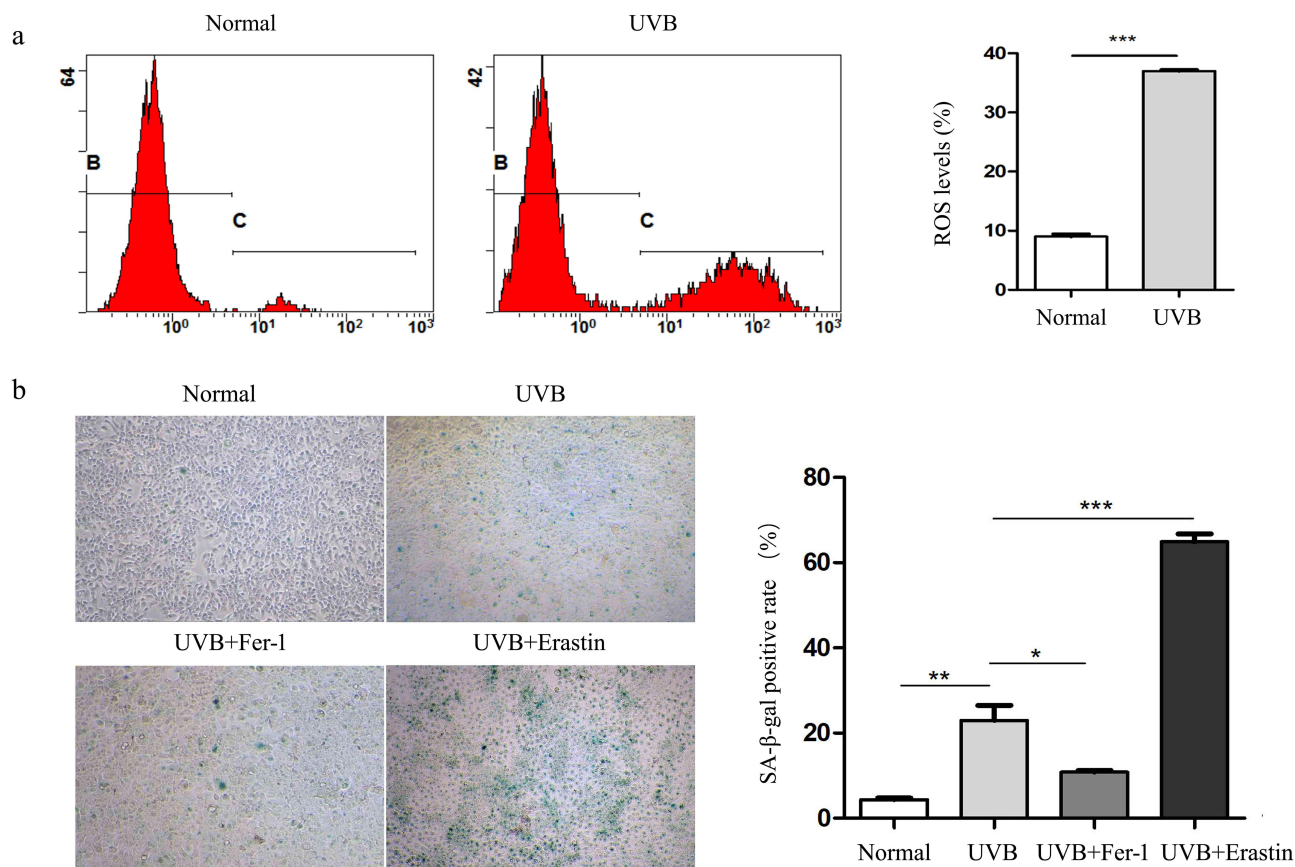 a
Normal
UVB
64
B
C
10⁰
10¹
10²
10³
42
B
C
10⁰
10¹
10²
10³
ROS levels (%)
40
30
20
10
0
***
Normal
UVB
b
Normal
UVB
UVB+Fer-1
UVB+Erastin
SA-β-gal positive rate (%)
80
60
40
20
0
**
*
***
Normal
UVB
UVB+Fer-1
UVB+Erastin